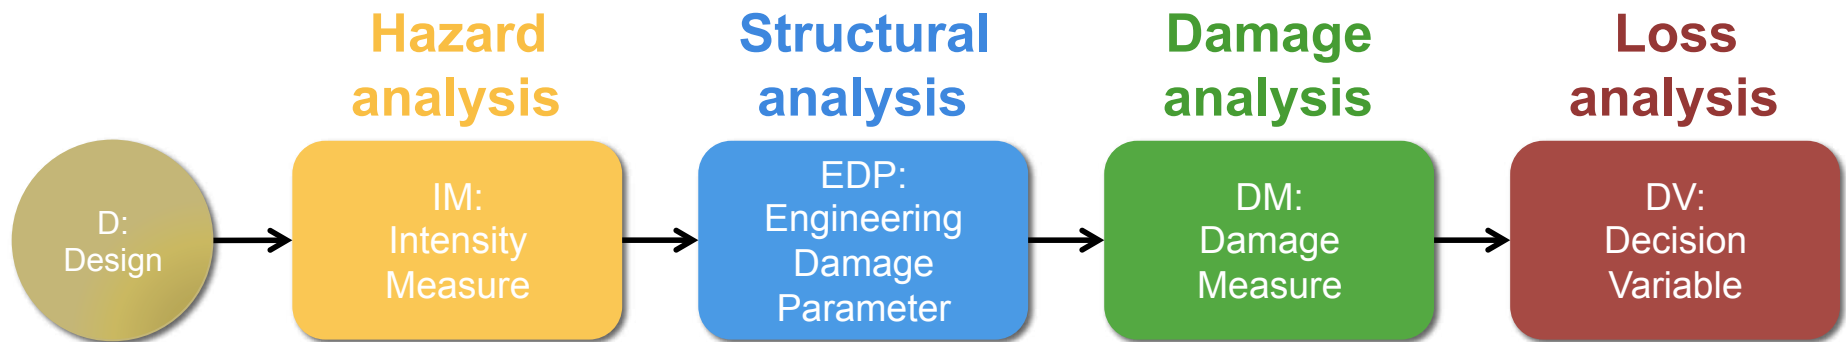 Hazard
analysis
Structural
analysis
Damage
analysis
Loss
analysis
D:
Design
IM:
Intensity
Measure
EDP:
Engineering
Damage
Parameter
DM:
Damage
Measure
DV:
Decision
Variable